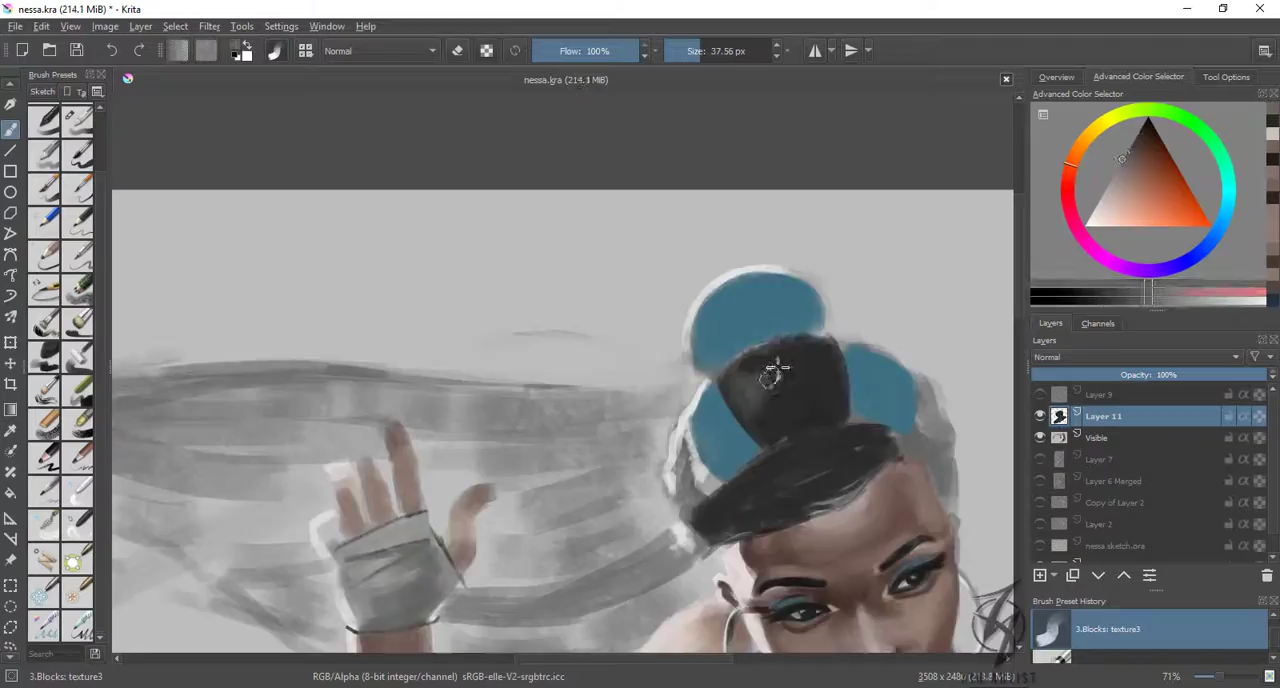 nessa.kra (214.1 MiB) * - Krita
File Edit View Image Layer Select Filter Tools Settings Window Help
Normal Flow: 100% Size: 37.56 px
Brush Presets
Sketch
nessa.kra (214.1 MiB)
Overview Advanced Color Selector Tool Options
Advanced Color Selector
Layers Channels
Layers
Normal
Opacity: 100%
Layer 9
Layer 11
Visible
Layer 7
Layer 6 Merged
Copy of Layer 2
Layer 2
nessa sketch.ora
Brush Preset History
3.Blocks: texture3
Search
3.Blocks: texture3 RGB/Alpha (8-bit integer/channel) sRGB-elle-V2-srgbtrc.icc 71%